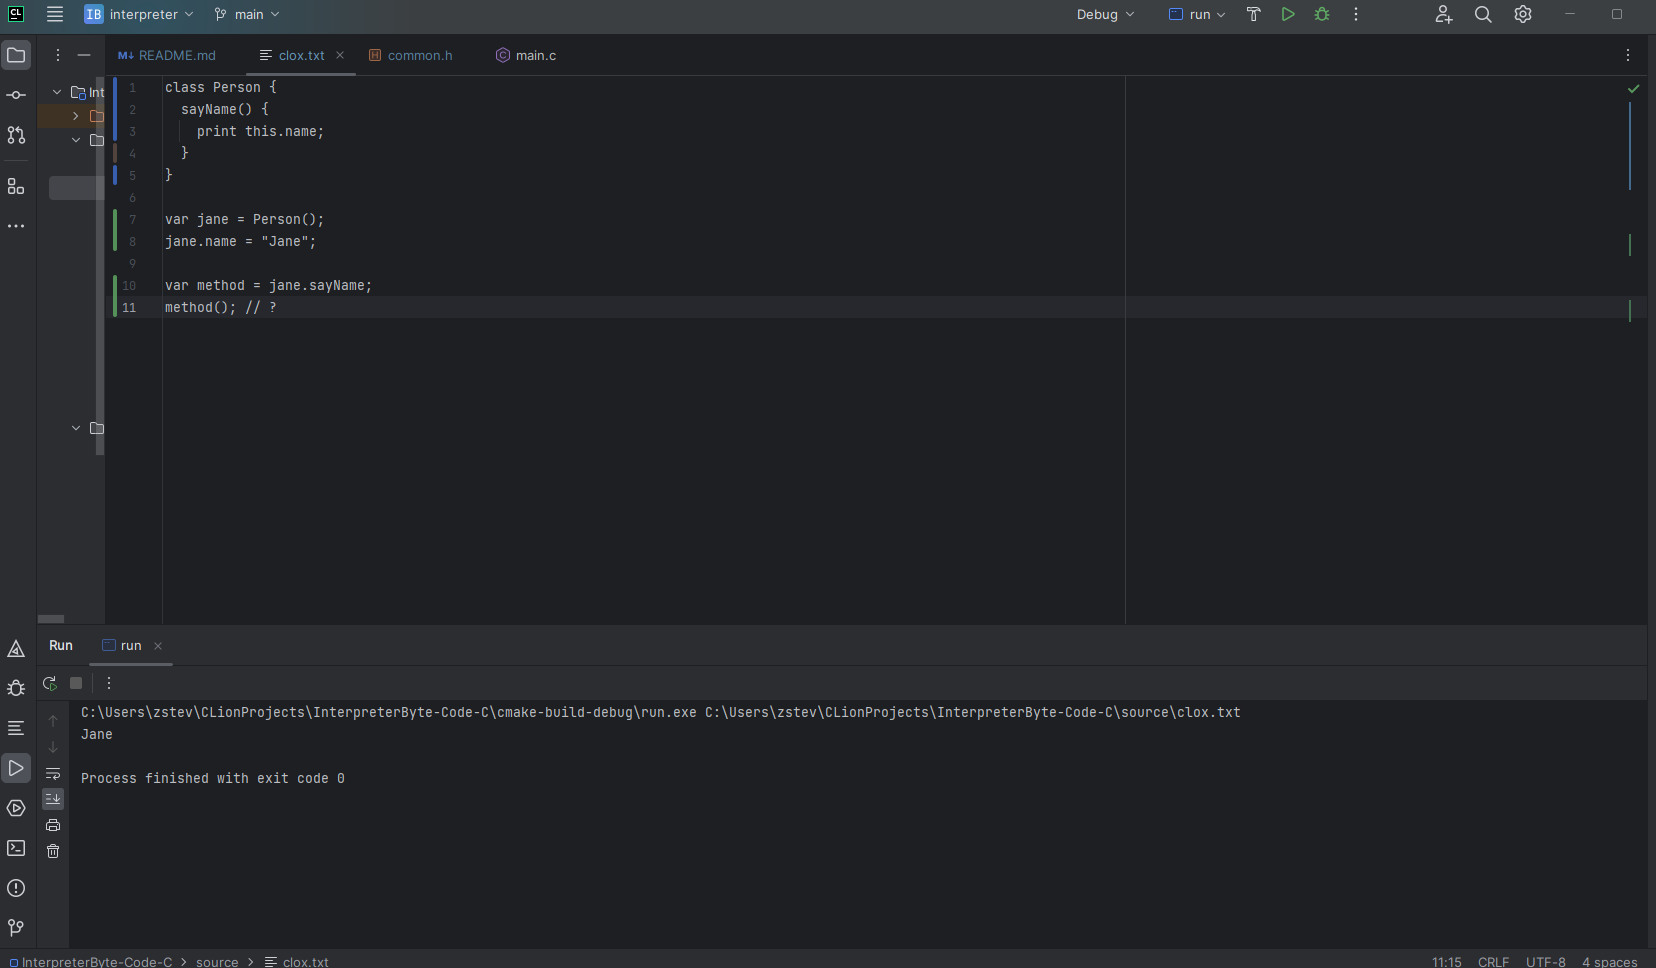 CL IB interpreter main Debug run
M↓ README.md clox.txt H common.h C main.c
Int
1 class Person {
2 sayName() {
3 print this.name;
4 }
5 }
6
7 var jane = Person();
8 jane.name = "Jane";
9
10 var method = jane.sayName;
11 method(); // ?
Run run
C:\Users\zstev\CLionProjects\InterpreterByte-Code-C\cmake-build-debug\run.exe C:\Users\zstev\CLionProjects\InterpreterByte-Code-C\source\clox.txt
Jane
Process finished with exit code 0
InterpreterByte-Code-C > source > clox.txt 11:15 CRLF UTF-8 4 spaces